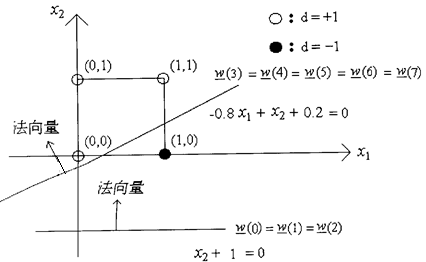 x₂
○ : d = +1
● : d = −1
(0,1)
(1,1)
w(3) = w(4) = w(5) = w(6) = w(7)
-0.8 x₁ + x₂ + 0.2 = 0
法向量
(0,0)
(1,0)
x₁
法向量
w(0) = w(1) = w(2)
x₂ + 1 = 0